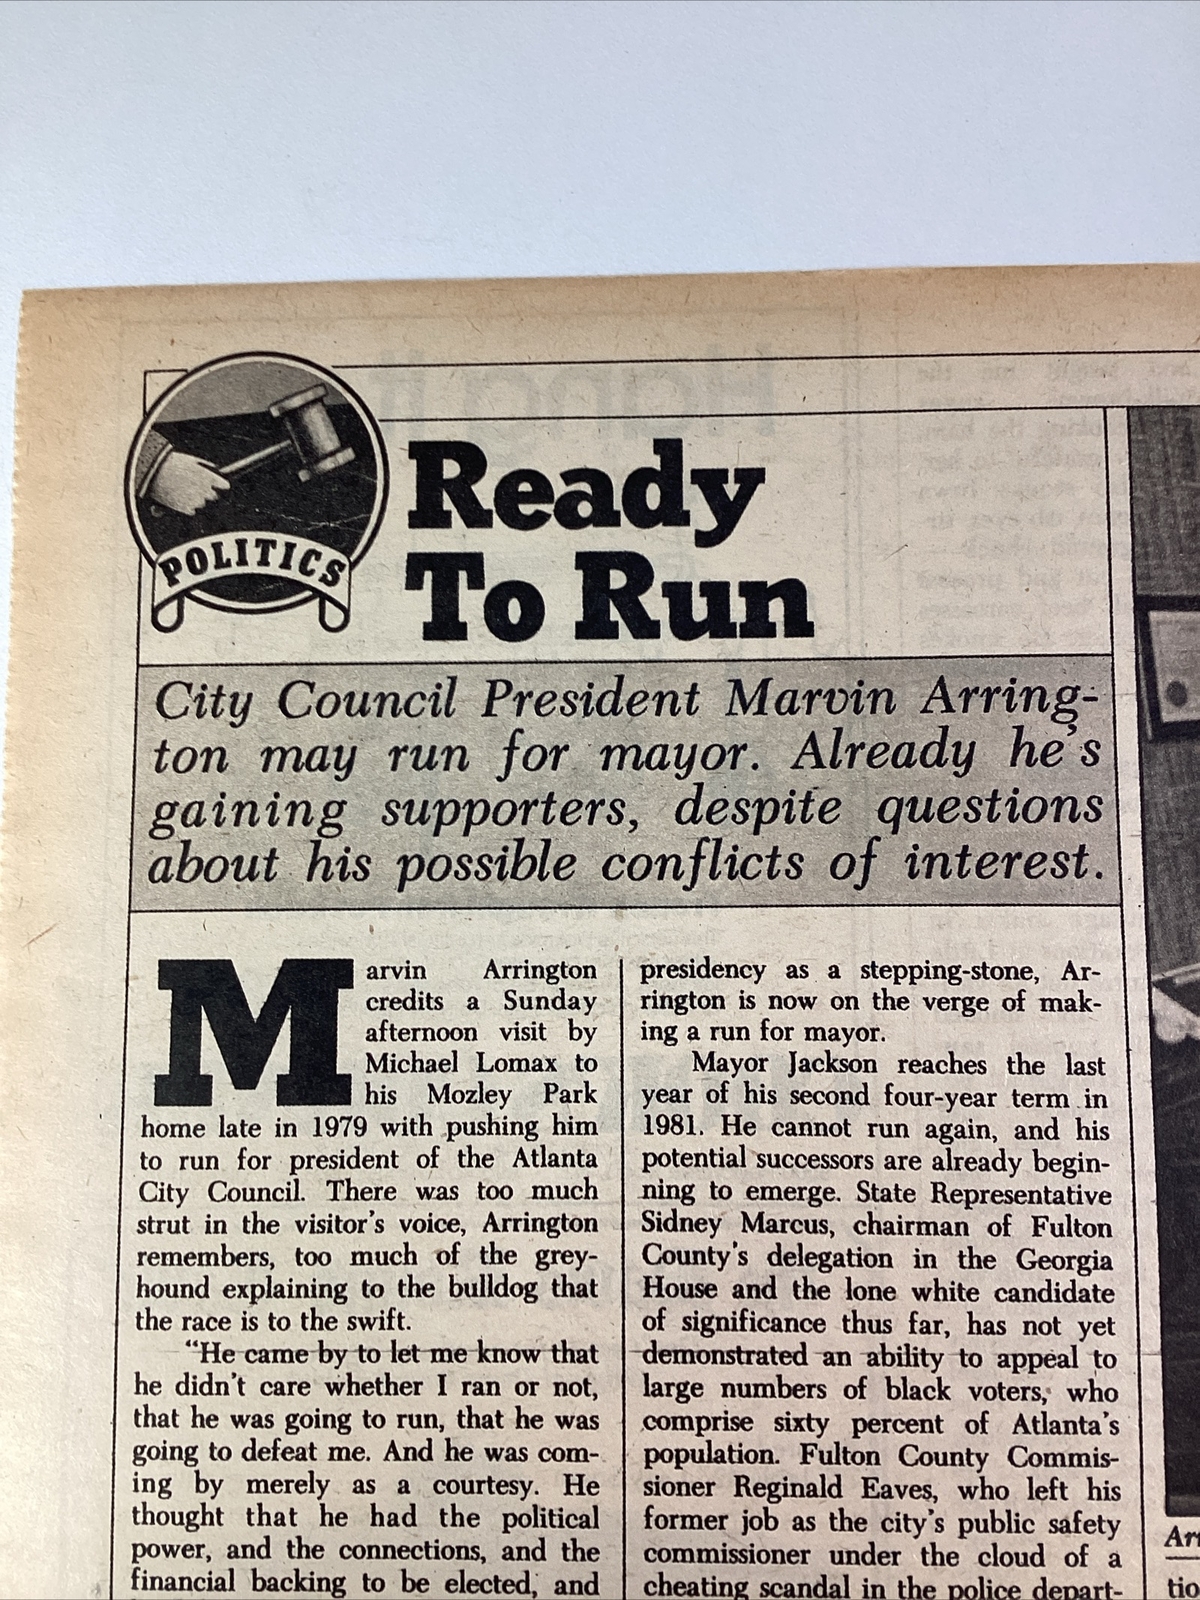 POLITICS
Ready
To Run
City Council President Marvin Arring-
ton may run for mayor. Already he's
gaining supporters, despite questions
about his possible conflicts of interest.
Marvin Arrington
credits a Sunday
afternoon visit by
Michael Lomax to
his Mozley Park
home late in 1979 with pushing him
to run for president of the Atlanta
City Council. There was too much
strut in the visitor's voice, Arrington
remembers, too much of the grey-
hound explaining to the bulldog that
the race is to the swift.
"He came by to let me know that
he didn't care whether I ran or not,
that he was going to run, that he was
going to defeat me. And he was com-
ing by merely as a courtesy. He
thought that he had the political
power, and the connections, and the
financial backing to be elected, and
presidency as a stepping-stone, Ar-
rington is now on the verge of mak-
ing a run for mayor.
Mayor Jackson reaches the last
year of his second four-year term in
1981. He cannot run again, and his
potential successors are already begin-
ning to emerge. State Representative
Sidney Marcus, chairman of Fulton
County's delegation in the Georgia
House and the lone white candidate
of significance thus far, has not yet
demonstrated an ability to appeal to
large numbers of black voters, who
comprise sixty percent of Atlanta's
population. Fulton County Commis-
sioner Reginald Eaves, who left his
former job as the city's public safety
commissioner under the cloud of a
cheating scandal in the police depart-